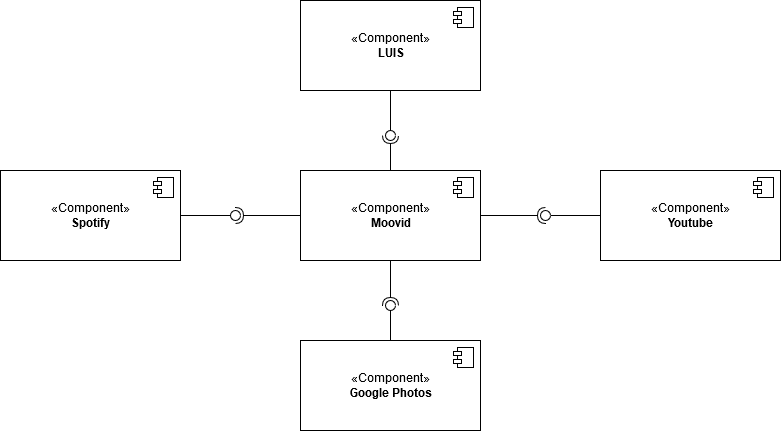 «Component»
LUIS
«Component»
Spotify
«Component»
Moovid
«Component»
Youtube
«Component»
Google Photos